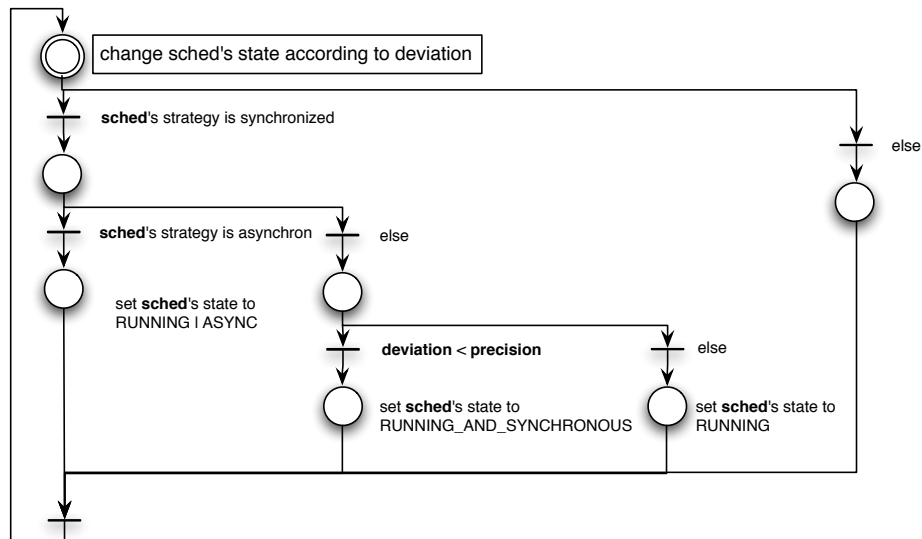 change sched's state according to deviation
sched's strategy is synchronized
else
sched's strategy is asynchron
else
set sched's state to
RUNNING | ASYNC
deviation < precision
else
set sched's state to
RUNNING_AND_SYNCHRONOUS
set sched's state to
RUNNING